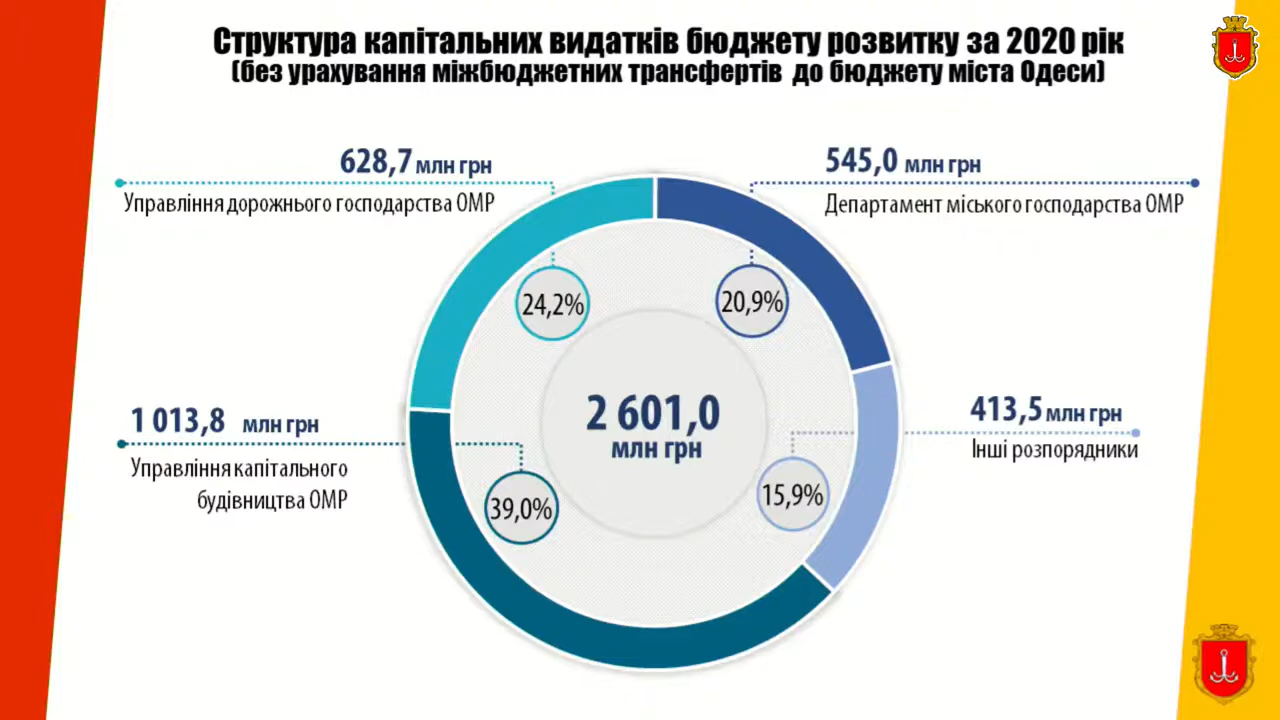 Структура капітальних видатків бюджету розвитку за 2020 рік
(без урахування міжбюджетних трансфертів до бюджету міста Одеси)
628,7 млн грн
Управління дорожнього господарства ОМР
545,0 млн грн
Департамент міського господарства ОМР
24,2%
20,9%
2 601,0
млн грн
1 013,8 млн грн
Управління капітального
будівництва ОМР
413,5 млн грн
Інші розпорядники
39,0%
15,9%